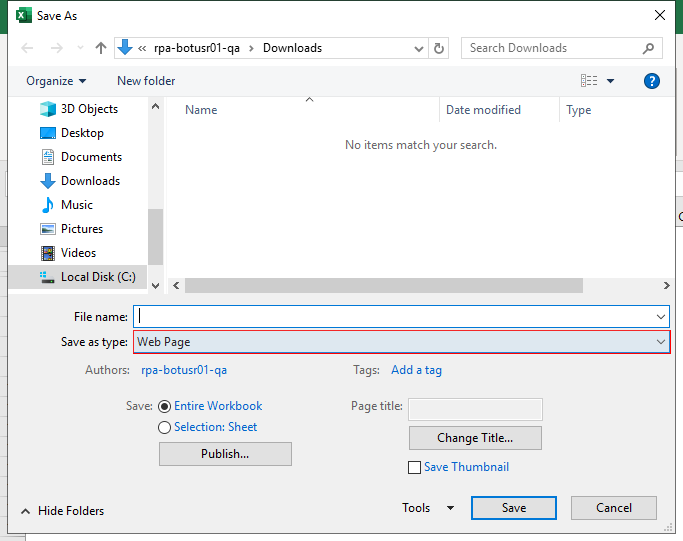 Save As
« rpa-botusr01-qa > Downloads
Search Downloads
Organize
New folder
?
3D Objects
Desktop
Documents
Downloads
Music
Pictures
Videos
Local Disk (C:)
Name
Date modified
Type
No items match your search.
File name:
Save as type: Web Page
Authors: rpa-botusr01-qa
Tags: Add a tag
Save: Entire Workbook
Selection: Sheet
Publish...
Page title:
Change Title...
Save Thumbnail
Hide Folders
Tools
Save
Cancel